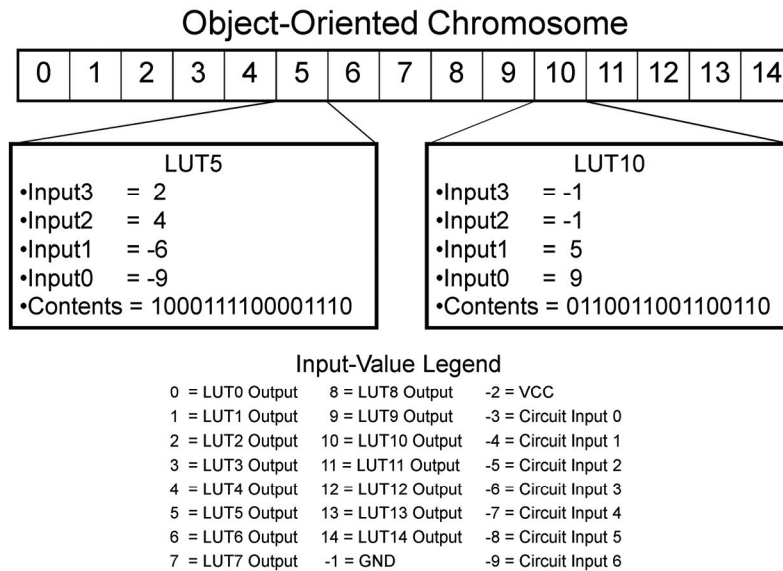 Object-Oriented Chromosome
0 1 2 3 4 5 6 7 8 9 10 11 12 13 14
LUT5
•Input3 = 2
•Input2 = 4
•Input1 = -6
•Input0 = -9
•Contents = 1000111100001110
LUT10
•Input3 = -1
•Input2 = -1
•Input1 = 5
•Input0 = 9
•Contents = 0110011001100110
Input-Value Legend
0 = LUT0 Output 8 = LUT8 Output -2 = VCC
1 = LUT1 Output 9 = LUT9 Output -3 = Circuit Input 0
2 = LUT2 Output 10 = LUT10 Output -4 = Circuit Input 1
3 = LUT3 Output 11 = LUT11 Output -5 = Circuit Input 2
4 = LUT4 Output 12 = LUT12 Output -6 = Circuit Input 3
5 = LUT5 Output 13 = LUT13 Output -7 = Circuit Input 4
6 = LUT6 Output 14 = LUT14 Output -8 = Circuit Input 5
7 = LUT7 Output -1 = GND -9 = Circuit Input 6